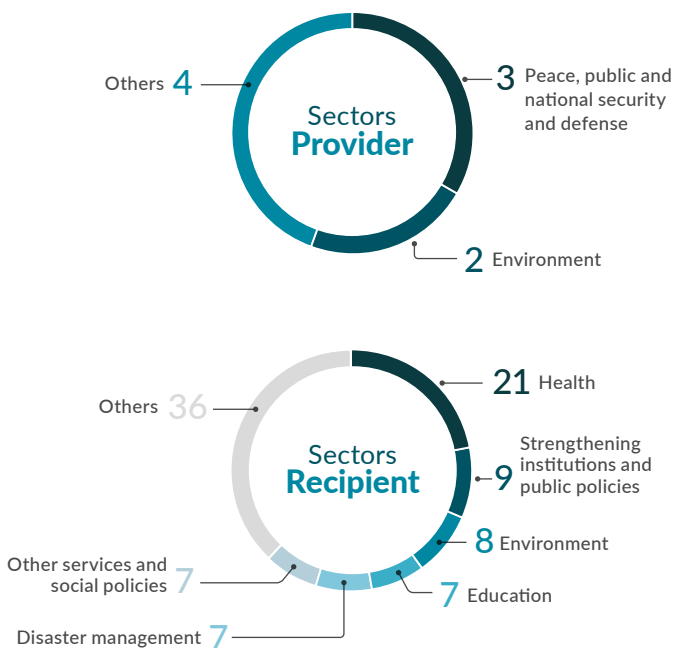 Sectors
Provider
3 Peace, public and
national security
and defense
2 Environment
Others 4
Sectors
Recipient
21 Health
9 Strengthening
institutions and
public policies
8 Environment
7 Education
Disaster management 7
Other services and
social policies 7
Others 36